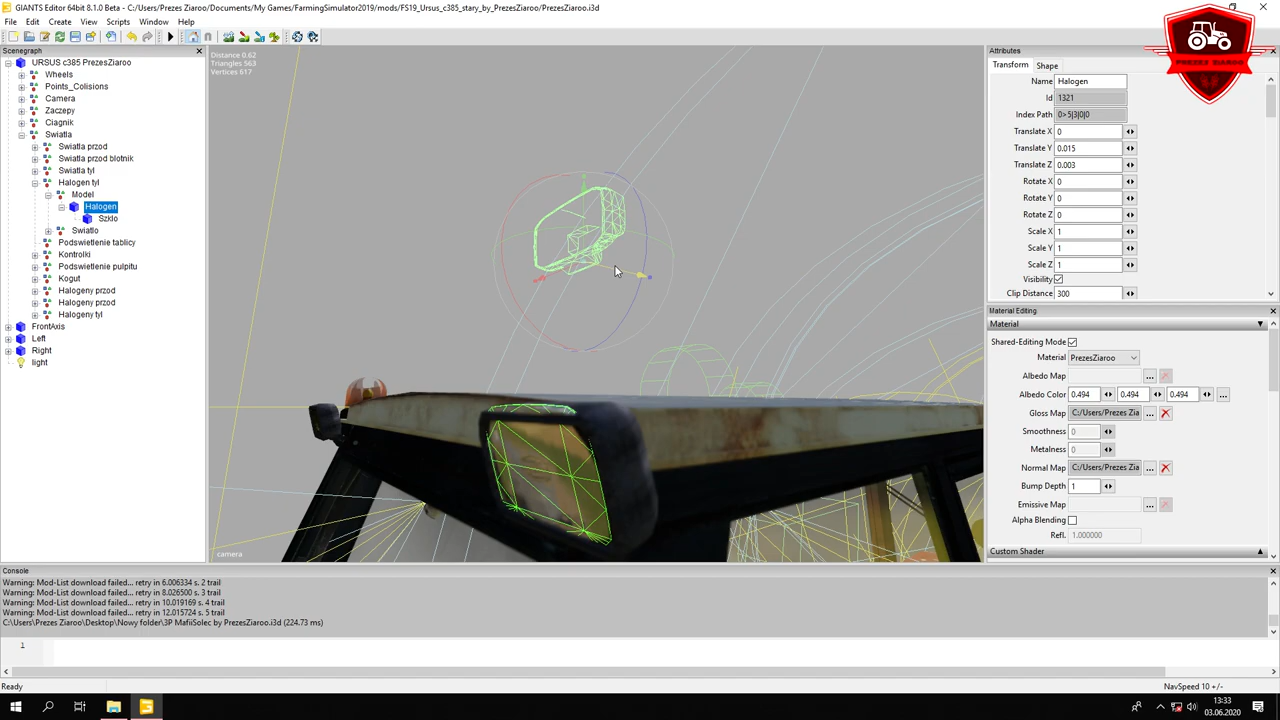 GIANTS Editor 64bit v8.1.0 Beta - C:/Users/Prezes Ziaroo/Documents/My Games/FarmingSimulator2019/mods/FS19_Ursus_c385_stary_by_PrezesZiaroo/PrezesZiaroo.i3d
File Edit View Create Scripts Window Help
PREZES ZIAROO
Scenegraph
URSUS c385 PrezesZiaroo
Wheels
Points_Colisions
Camera
Zaczepy
Ciagnik
Swiatla
Swiatla przod
Swiatla przod blotnik
Swiatla tyl
Halogen tyl
Model
Halogen
Szklo
Swiatlo
Podswietlenie tablicy
Kontrolki
Podswietlenie pulpitu
Kogut
Halogeny przod
Halogeny przod
Halogeny tyl
FrontAxis
Left
Right
light
Distance 0.62
Triangles 563
Vertices 617
camera
Attributes
Transform Shape
Name Halogen
Id 1321
Index Path 0>5|3|0|0
Translate X 0
Translate Y 0.015
Translate Z 0.003
Rotate X 0
Rotate Y 0
Rotate Z 0
Scale X 1
Scale Y 1
Scale Z 1
Visibility
Clip Distance 300
Material Editing
Material
Shared-Editing Mode
Material PrezesZiaroo
Albedo Map ...
Albedo Color 0.494 0.494 0.494 ...
Gloss Map C:/Users/Prezes Zia ...
Smoothness 0
Metalness 0
Normal Map C:/Users/Prezes Zia ...
Bump Depth 1
Emissive Map ...
Alpha Blending
Refl. 1.000000
Custom Shader
Console
Warning: Mod-List download failed... retry in 6.006334 s. 2 trail
Warning: Mod-List download failed... retry in 8.026500 s. 3 trail
Warning: Mod-List download failed... retry in 10.019169 s. 4 trail
Warning: Mod-List download failed... retry in 12.015724 s. 5 trail
C:\Users\Prezes Ziaroo\Desktop\Nowy folder\3P MafiiSolec by PrezesZiaroo.i3d (224.73 ms)
1
Ready
NavSpeed 10 +/-
13:33
03.06.2020